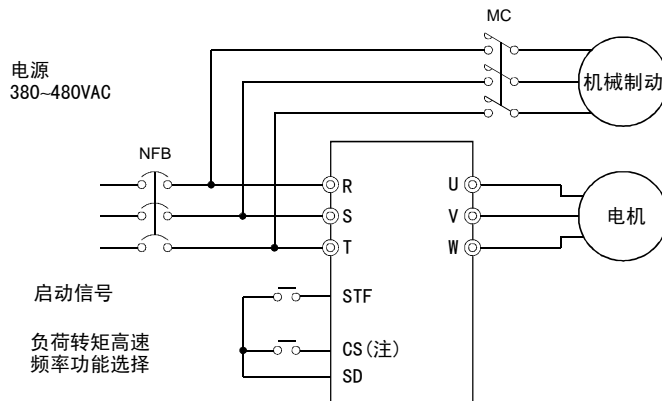 MC
电源
380~480VAC
机械制动
NFB
R
U
S
V
电机
T
W
启动信号
STF
负荷转矩高速
频率功能选择
CS(注)
SD